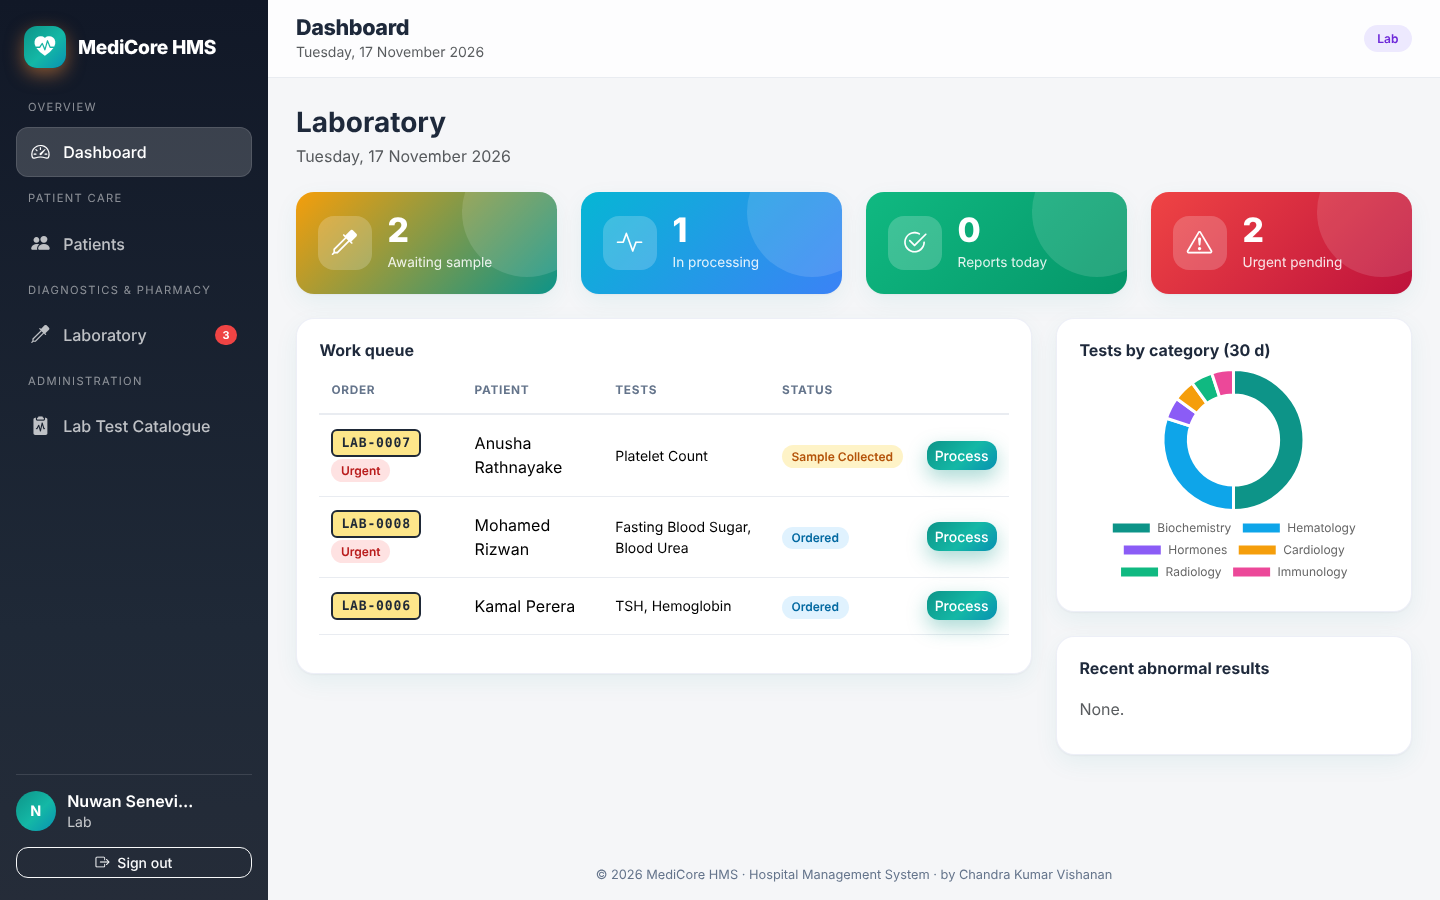 MediCore HMS
OVERVIEW
Dashboard
PATIENT CARE
Patients
DIAGNOSTICS & PHARMACY
Laboratory
3
ADMINISTRATION
Lab Test Catalogue
N
Nuwan Senevi...
Lab
Sign out
Dashboard
Tuesday, 17 November 2026
Lab
Laboratory
Tuesday, 17 November 2026
2
Awaiting sample
1
In processing
0
Reports today
2
Urgent pending
Work queue
ORDER PATIENT TESTS STATUS
LAB-0007
Urgent
Anusha
Rathnayake
Platelet Count
Sample Collected
Process
LAB-0008
Urgent
Mohamed
Rizwan
Fasting Blood Sugar,
Blood Urea
Ordered
Process
LAB-0006
Kamal Perera
TSH, Hemoglobin
Ordered
Process
Tests by category (30 d)
Biochemistry Hematology
Hormones Cardiology
Radiology Immunology
Recent abnormal results
None.
© 2026 MediCore HMS · Hospital Management System · by Chandra Kumar Vishanan